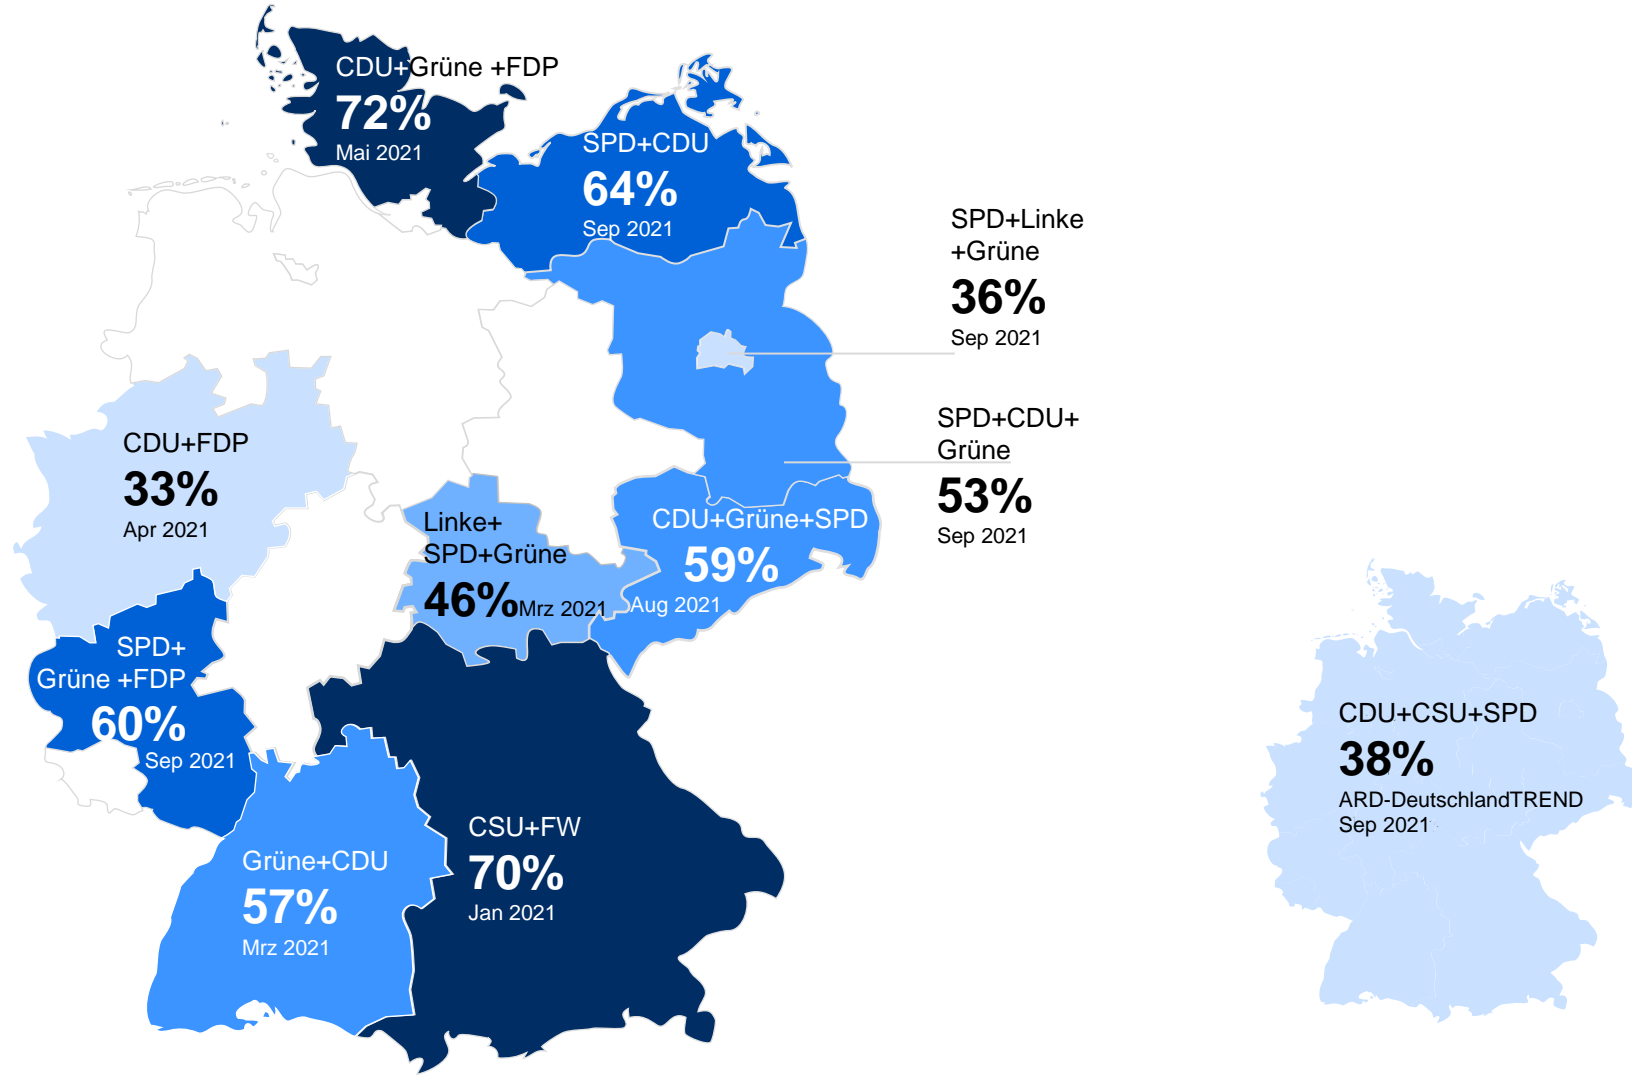 CDU+Grüne +FDP
72%
Mai 2021
SPD+CDU
64%
Sep 2021
SPD+Linke
+Grüne
36%
Sep 2021
SPD+CDU+
Grüne
53%
Sep 2021
CDU+FDP
33%
Apr 2021
Linke+
SPD+Grüne
46% Mrz 2021
CDU+Grüne+SPD
59%
Aug 2021
SPD+
Grüne +FDP
60%
Sep 2021
Grüne+CDU
57%
Mrz 2021
CSU+FW
70%
Jan 2021
CDU+CSU+SPD
38%
ARD-DeutschlandTREND
Sep 2021